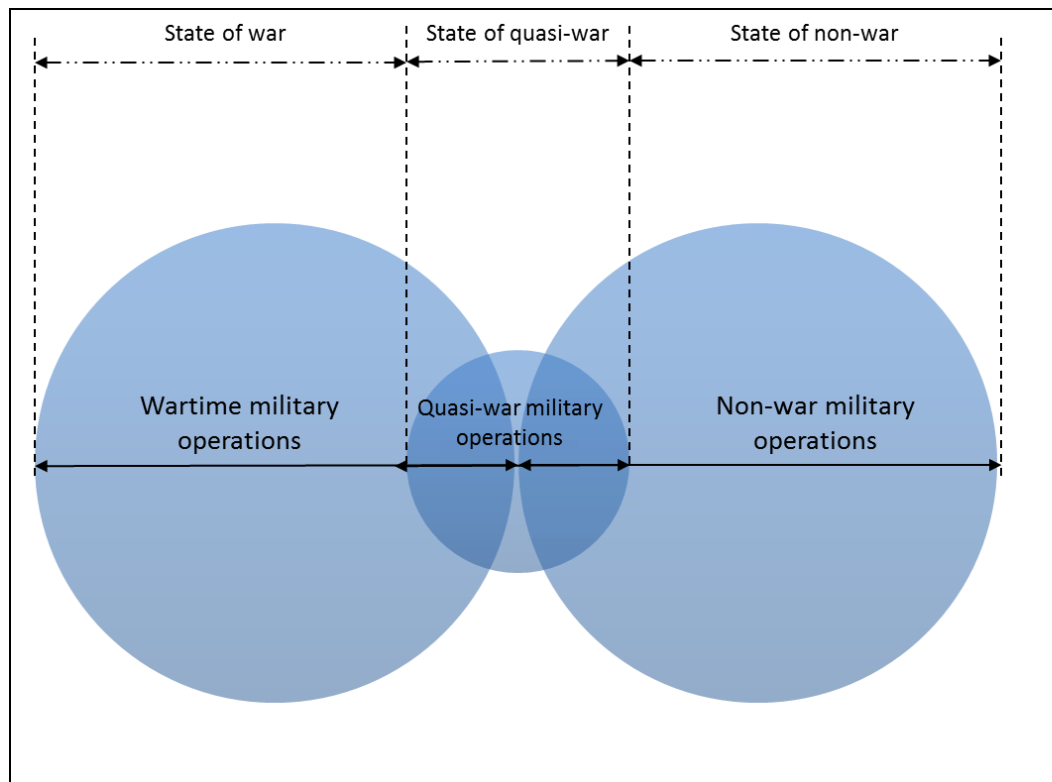 State of war
State of quasi-war
State of non-war
Wartime military
operations
Quasi-war military
operations
Non-war military
operations